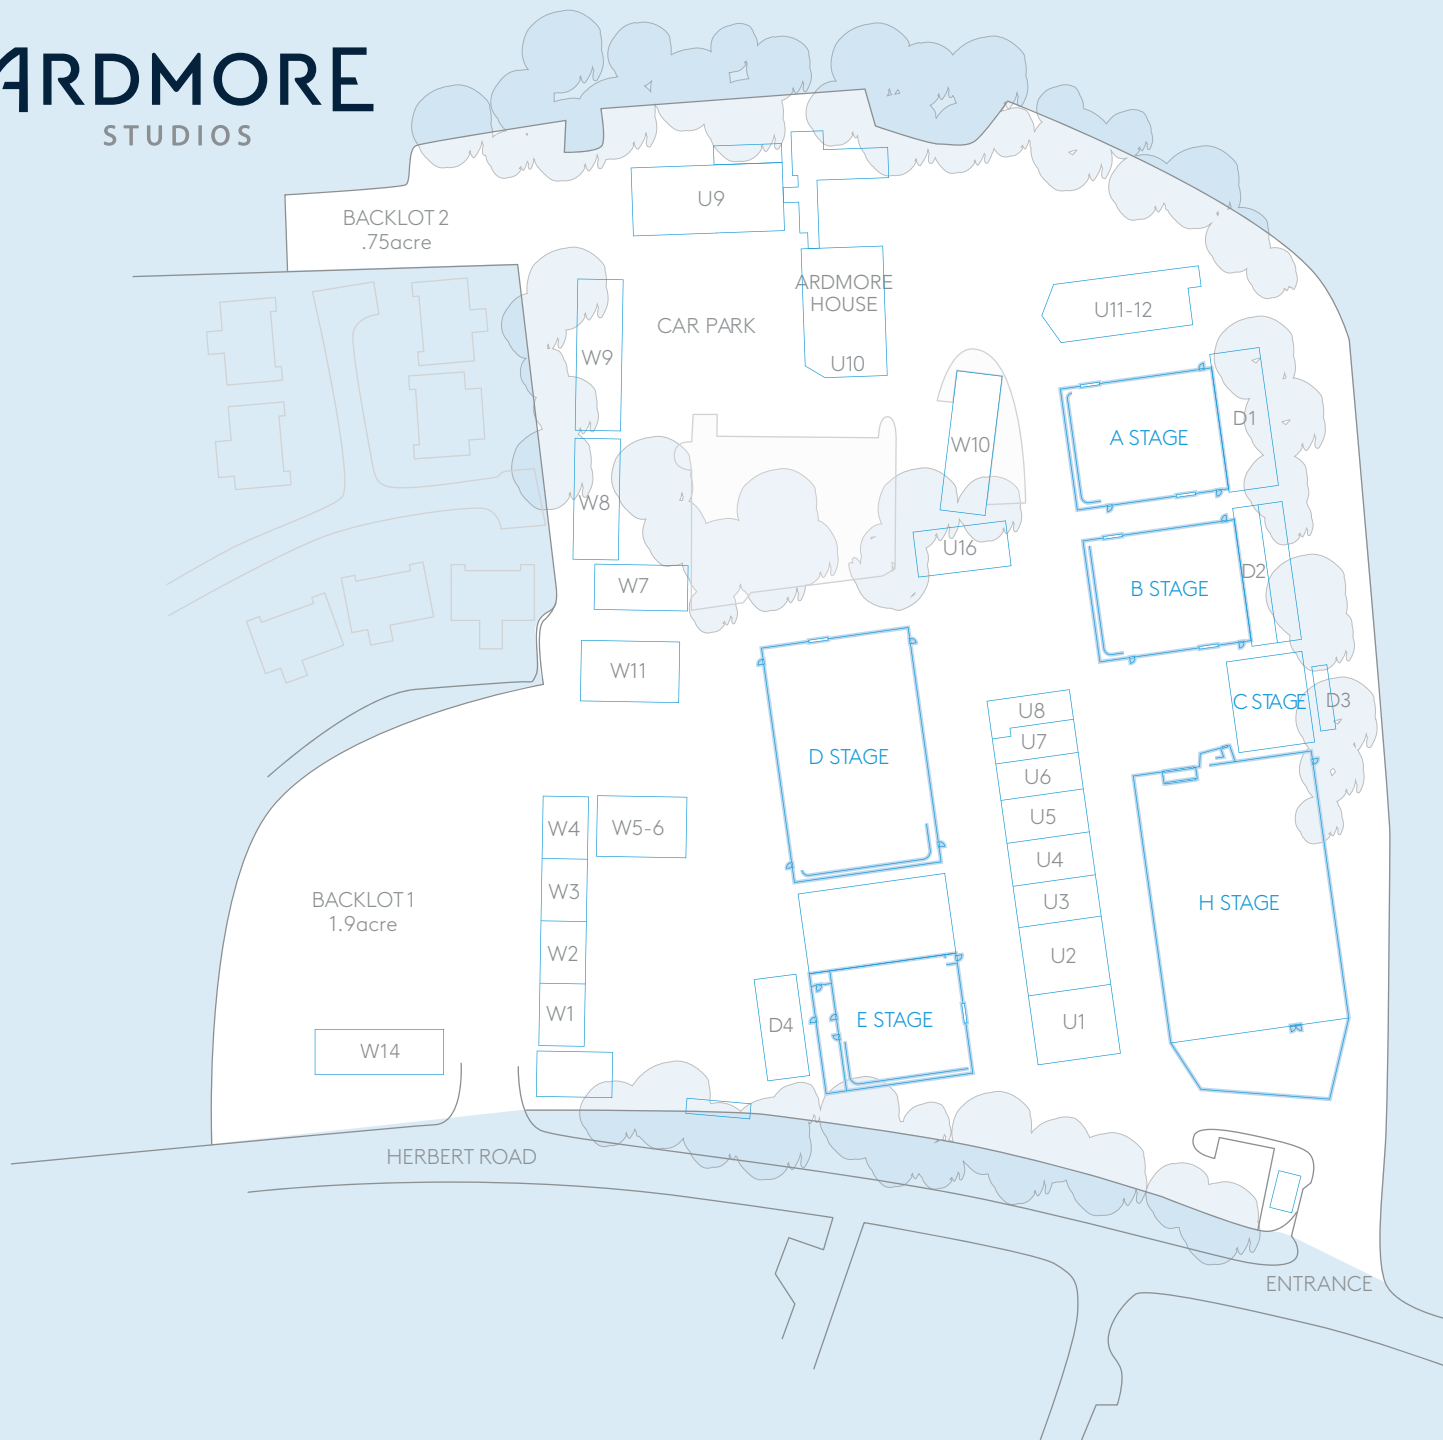 ARDMORE
STUDIOS
BACKLOT 2
.75acre
U9
ARDMORE
HOUSE
U10
CAR PARK
U11-12
W9
W8
W7
W11
W10
U16
A STAGE
D1
B STAGE
D2
C STAGE
D3
D STAGE
U8
U7
U6
U5
U4
U3
U2
U1
H STAGE
W4
W5-6
W3
W2
W1
BACKLOT 1
1.9acre
W14
D4
E STAGE
HERBERT ROAD
ENTRANCE